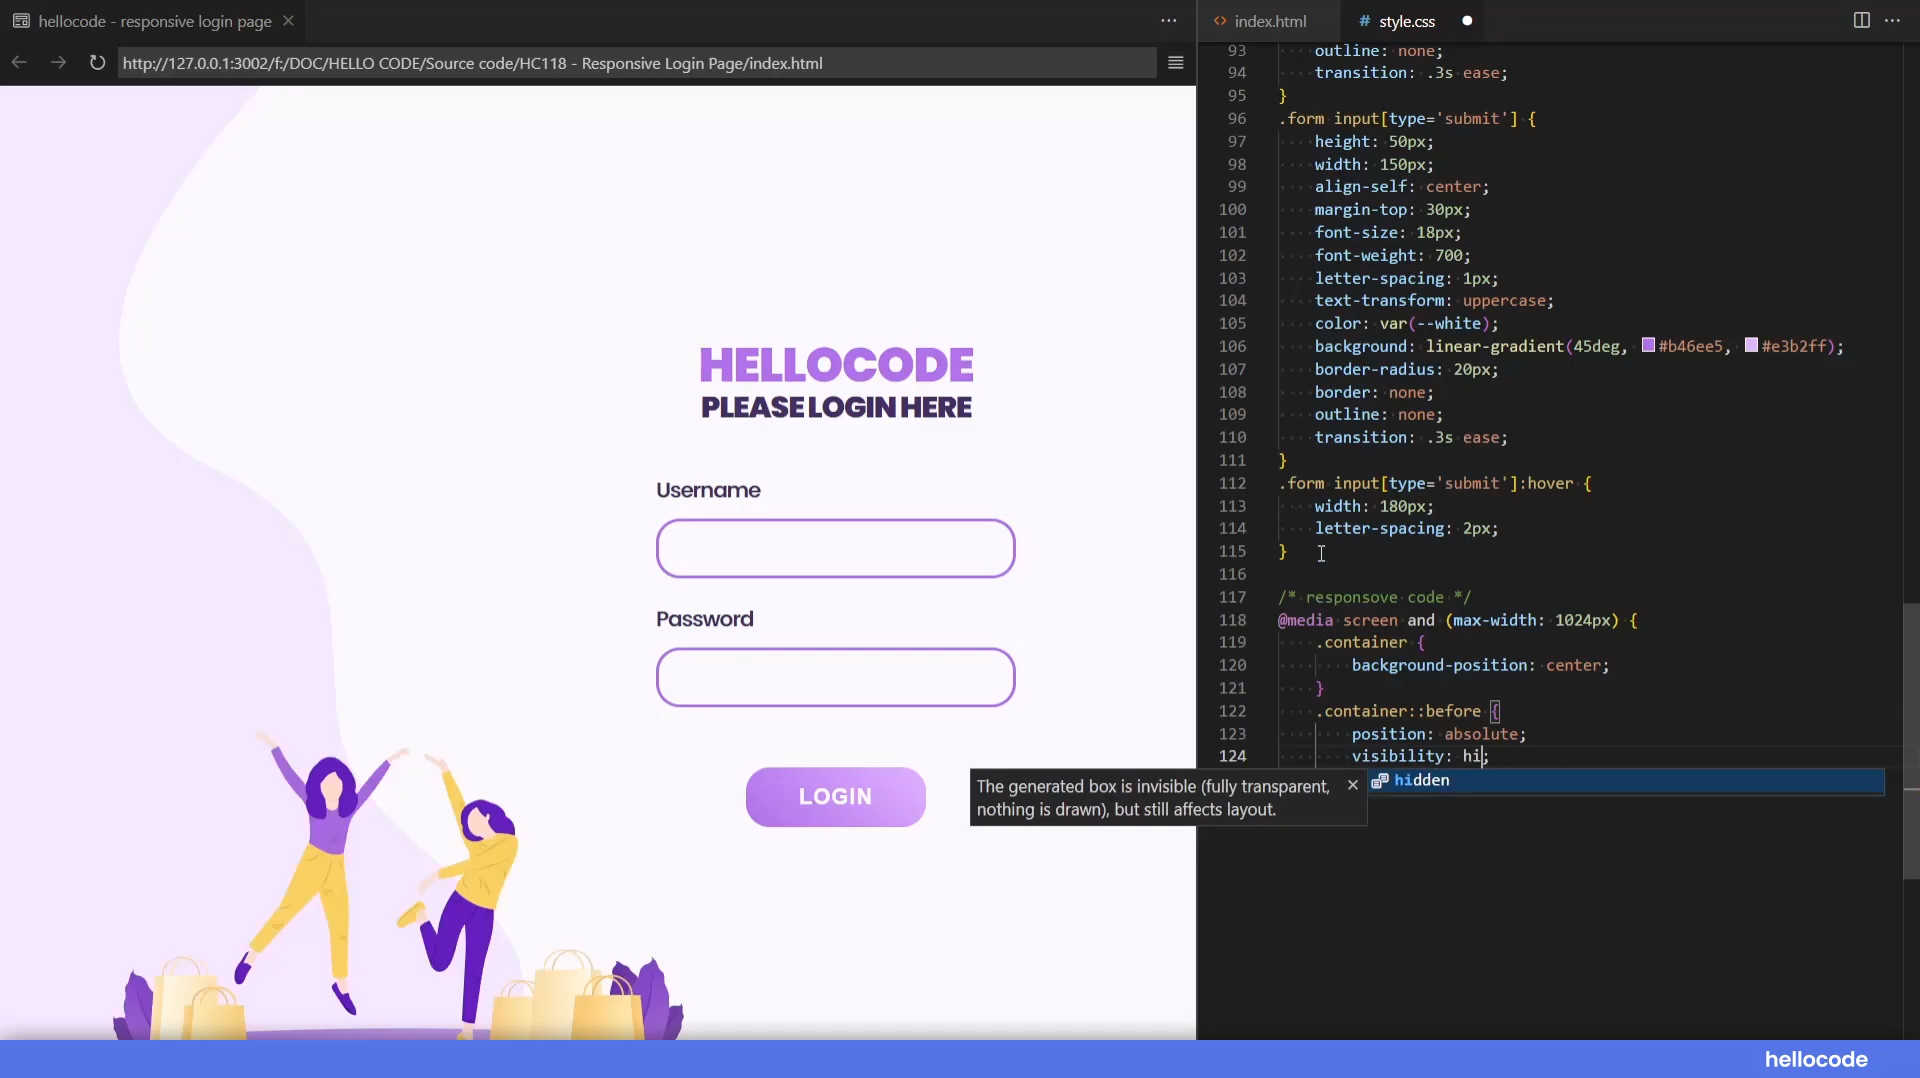 hellocode - responsive login page
http://127.0.0.1:3002/f:/DOC/HELLO CODE/Source code/HC118 - Responsive Login Page/index.html
HELLOCODE
PLEASE LOGIN HERE
Username
Password
LOGIN
index.html
# style.css
93 outline: none;
94 transition: .3s ease;
95 }
96 .form input[type='submit'] {
97 height: 50px;
98 width: 150px;
99 align-self: center;
100 margin-top: 30px;
101 font-size: 18px;
102 font-weight: 700;
103 letter-spacing: 1px;
104 text-transform: uppercase;
105 color: var(--white);
106 background: linear-gradient(45deg, #b46ee5, #e3b2ff);
107 border-radius: 20px;
108 border: none;
109 outline: none;
110 transition: .3s ease;
111 }
112 .form input[type='submit']:hover {
113 width: 180px;
114 letter-spacing: 2px;
115 }
116
117 /* responsove code */
118 @media screen and (max-width: 1024px) {
119 .container {
120 background-position: center;
121 }
122 .container::before {
123 position: absolute;
124 visibility: hi;
hidden
The generated box is invisible (fully transparent,
nothing is drawn), but still affects layout.
hellocode